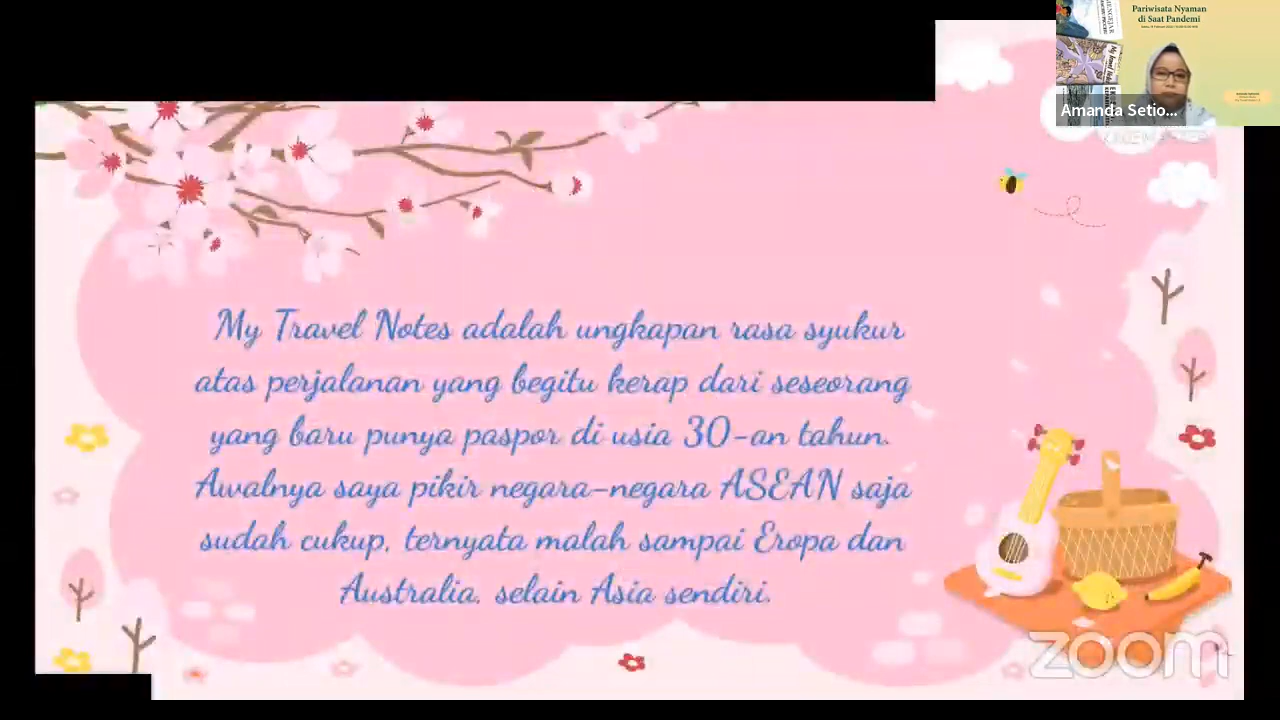 Pariwisata Nyaman
di Saat Pandemi
Amanda Setio...
My Travel Notes adalah ungkapan rasa syukur
atas perjalanan yang begitu kerap dari seseorang
yang baru punya paspor di usia 30-an tahun.
Awalnya saya pikir negara-negara ASEAN saja
sudah cukup, ternyata malah sampai Eropa dan
Australia, selain Asia sendiri.
zoom